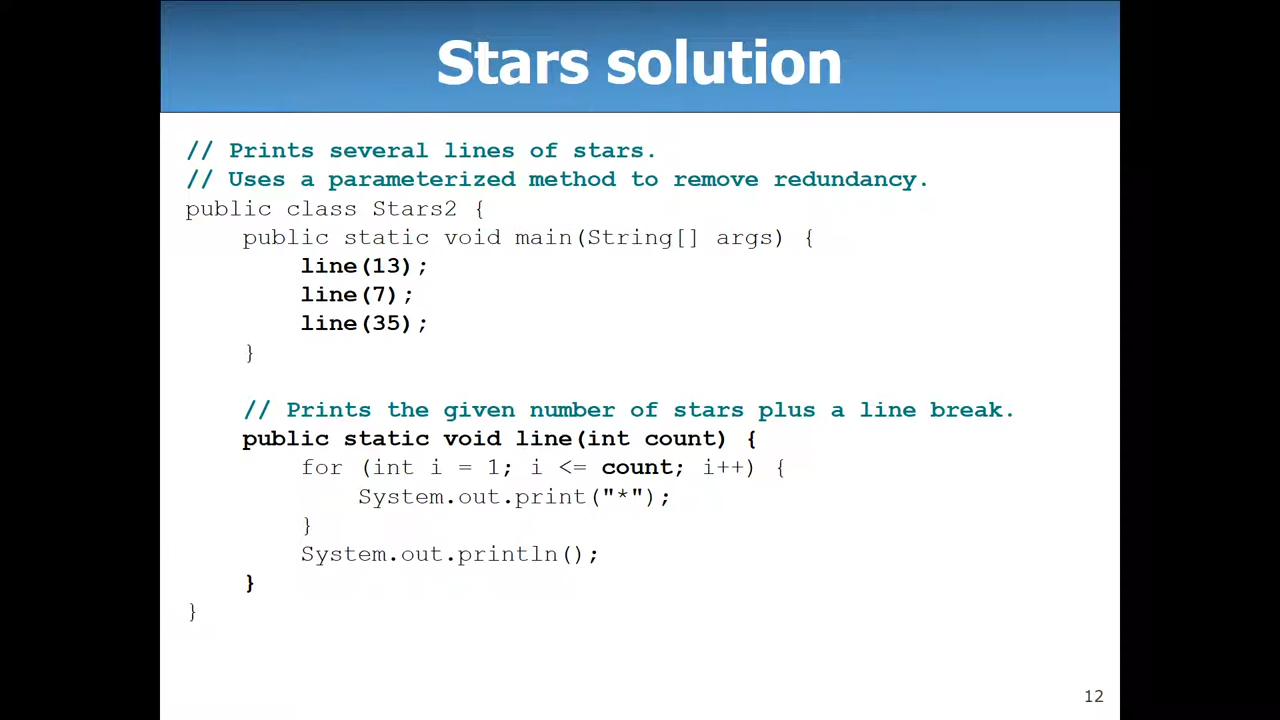 Stars solution
// Prints several lines of stars.
// Uses a parameterized method to remove redundancy.
public class Stars2 {
    public static void main(String[] args) {
        line(13);
        line(7);
        line(35);
    }

    // Prints the given number of stars plus a line break.
    public static void line(int count) {
        for (int i = 1; i <= count; i++) {
            System.out.print("*");
        }
        System.out.println();
    }
}
12